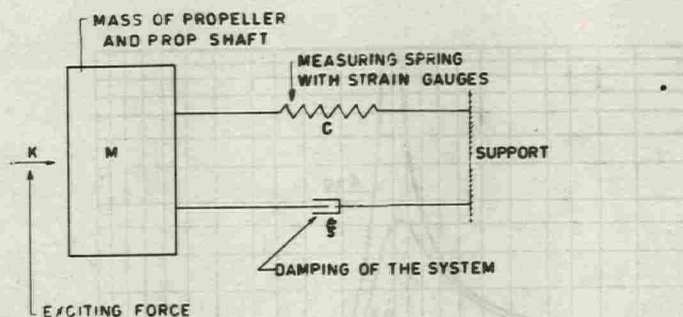 MASS OF PROPELLER
AND PROP SHAFT
MEASURING SPRING
WITH STRAIN GAUGES
C
K
M
SUPPORT
DAMPING OF THE SYSTEM
EXCITING FORCE